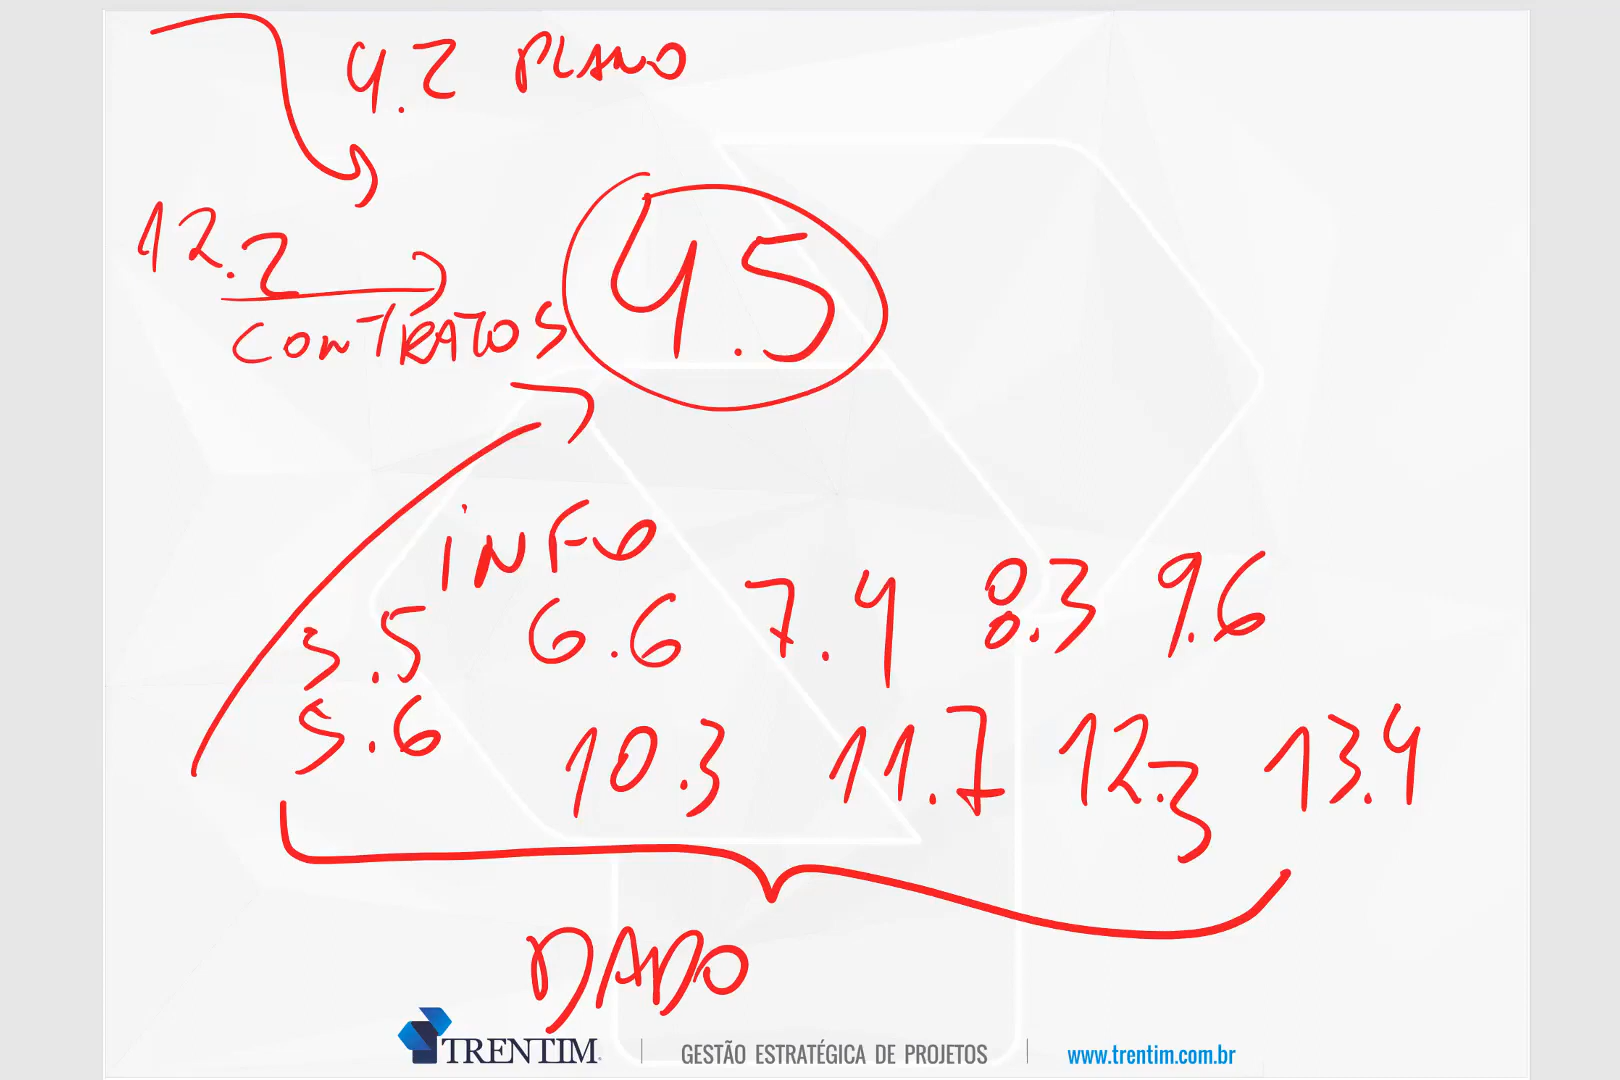 4.2 PLANO
12.2
CONTRATOS
4.5
INFO
5.5 6.6 7.4 8.3 9.6
5.6 10.3 11.7 12.3 13.4
DADO
TRENTIM
GESTÃO ESTRATÉGICA DE PROJETOS
www.trentim.com.br